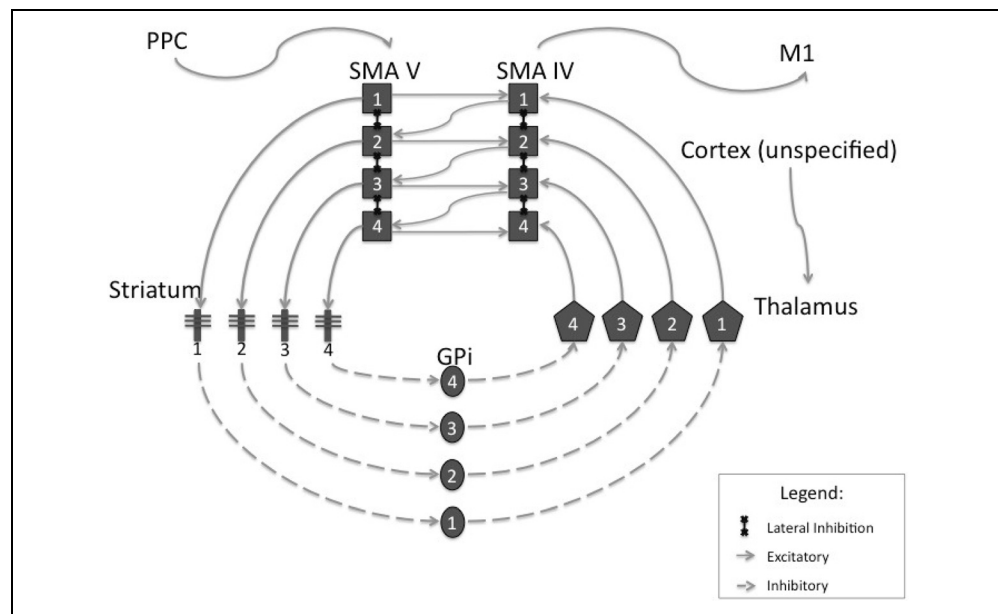 PPC
M1
SMA V
SMA IV
1
1
2
2
3
3
4
4
Cortex (unspecified)
Striatum
Thalamus
1
2
3
4
4
3
2
1
GPi
4
3
2
1
Legend:
Lateral Inhibition
Excitatory
Inhibitory